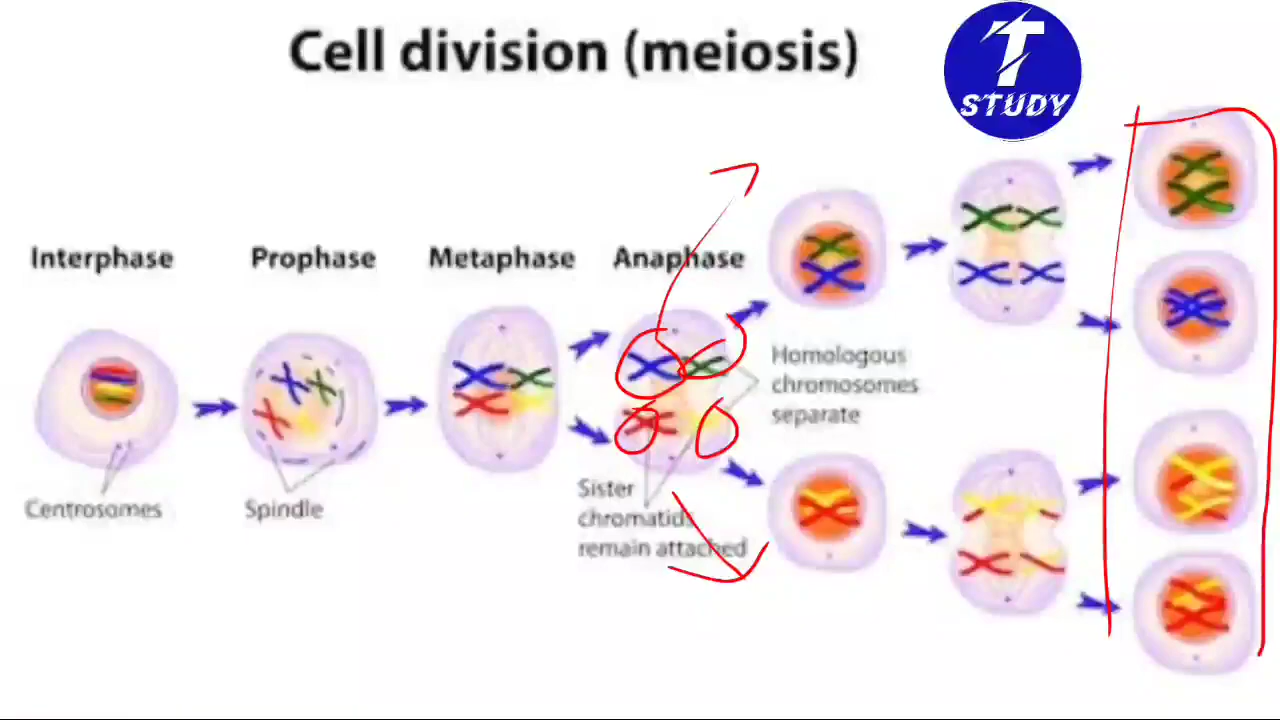 Cell division (meiosis)
T
STUDY
Interphase
Prophase
Metaphase
Anaphase
Homologous
chromosomes
separate
Centrosomes
Spindle
Sister
chromatids
remain attached